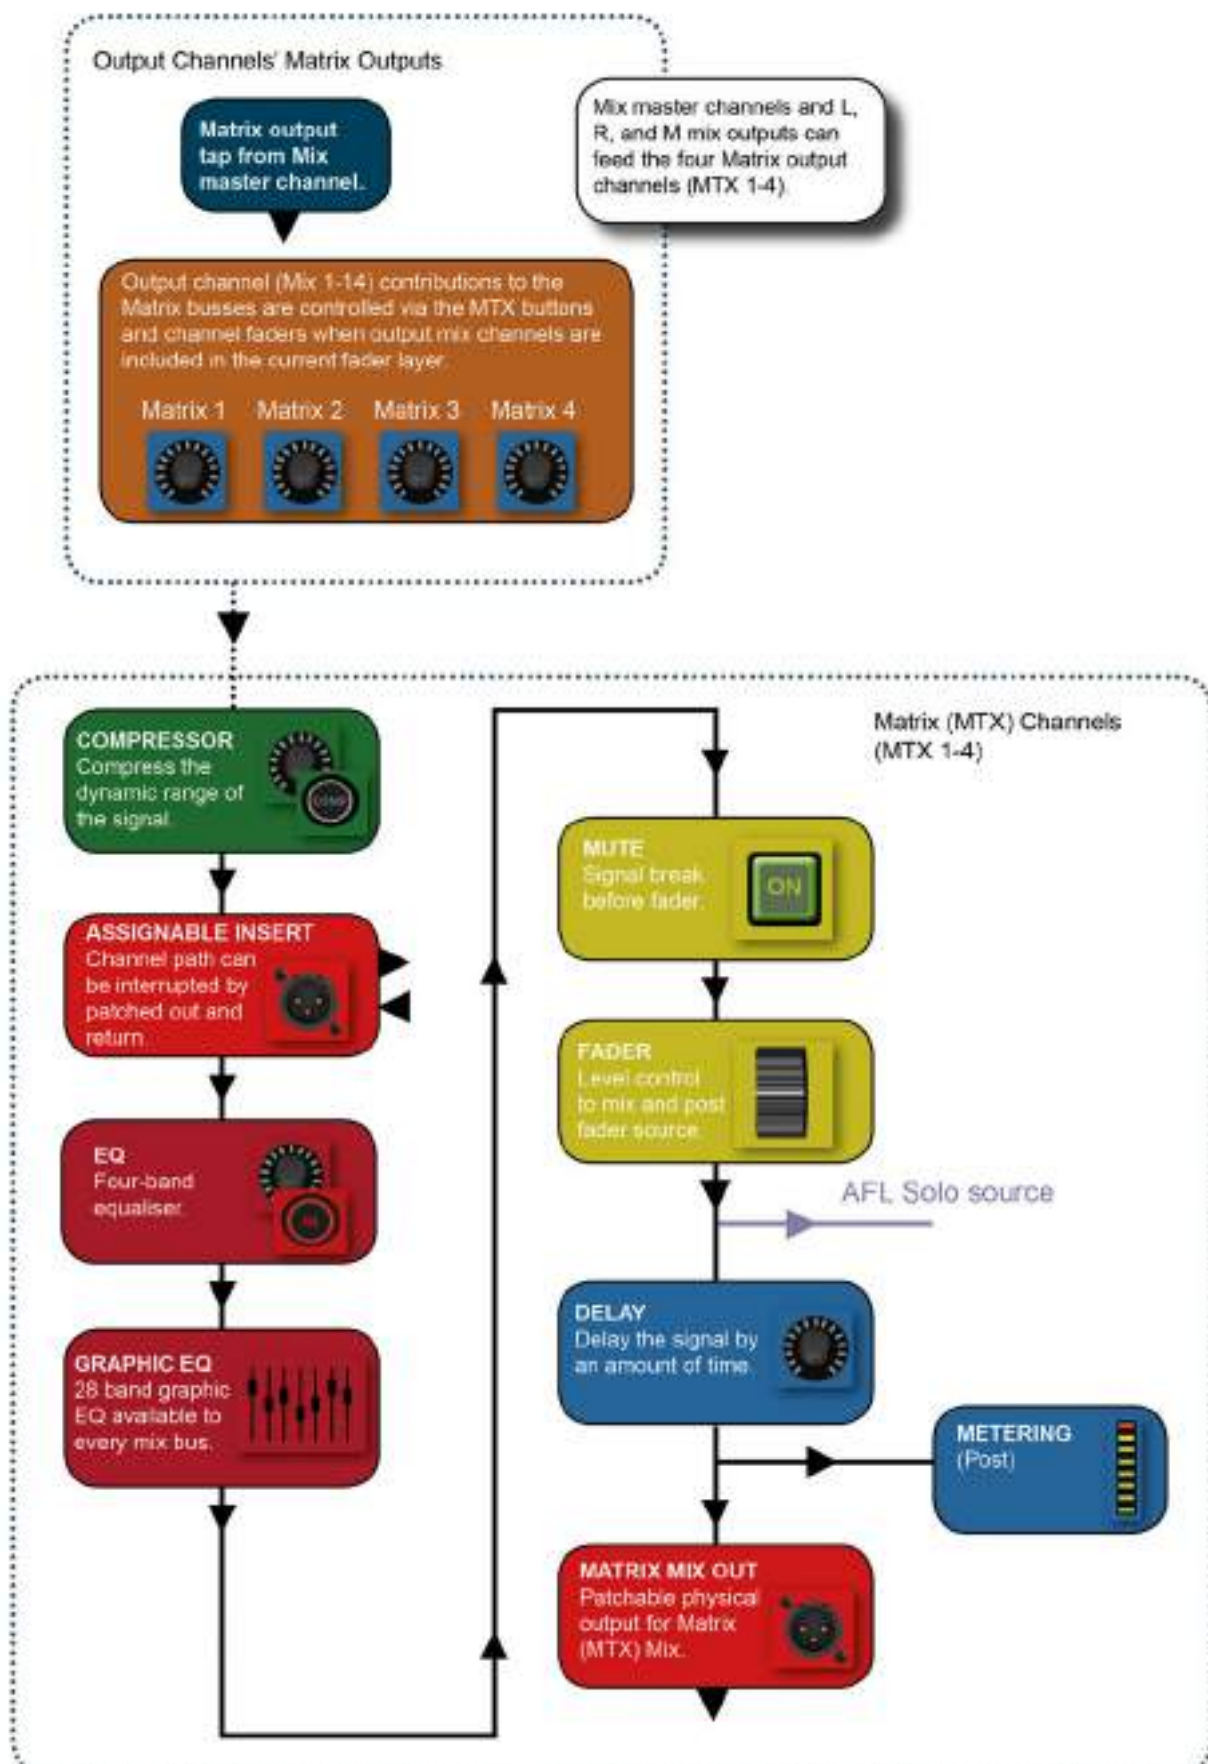 Output Channels' Matrix Outputs
Matrix output
tap from Mix
master channel.
Mix master channels and L,
R, and M mix outputs can
feed the four Matrix output
channels (MTX 1-4).
Output channel (Mix 1-14) contributions to the
Matrix busses are controlled via the MTX buttons
and channel faders when output mix channels are
included in the current fader layer.
Matrix 1 Matrix 2 Matrix 3 Matrix 4
Matrix (MTX) Channels
(MTX 1-4)
COMPRESSOR
Compress the
dynamic range of
the signal.
COMP
ASSIGNABLE INSERT
Channel path can
be interrupted by
patched out and
return.
EQ
Four-band
equaliser.
GRAPHIC EQ
28 band graphic
EQ available to
every mix bus.
MUTE
Signal break
before fader.
ON
FADER
Level control
to mix and post
fader source.
AFL Solo source
DELAY
Delay the signal by
an amount of time.
METERING
(Post)
MATRIX MIX OUT
Patchable physical
output for Matrix
(MTX) Mix.